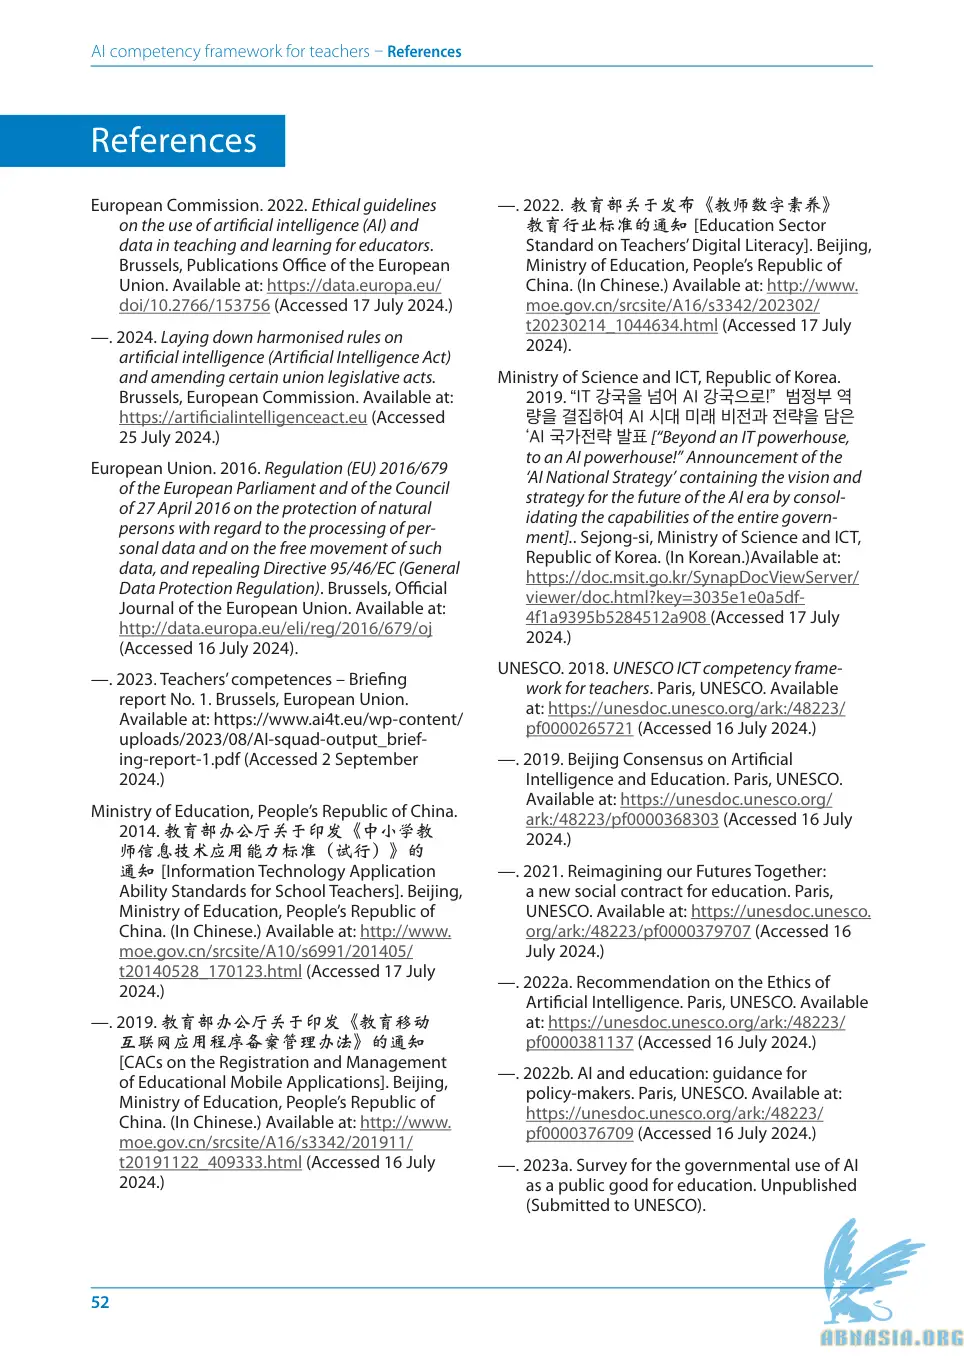 AI competency framework for teachers – References
References
European Commission. 2022. Ethical guidelines
on the use of artificial intelligence (AI) and
data in teaching and learning for educators.
Brussels, Publications Office of the European
Union. Available at: https://data.europa.eu/
doi/10.2766/153756 (Accessed 17 July 2024.)
—. 2024. Laying down harmonised rules on
artificial intelligence (Artificial Intelligence Act)
and amending certain union legislative acts.
Brussels, European Commission. Available at:
https://artificialintelligenceact.eu (Accessed
25 July 2024.)
European Union. 2016. Regulation (EU) 2016/679
of the European Parliament and of the Council
of 27 April 2016 on the protection of natural
persons with regard to the processing of per-
sonal data and on the free movement of such
data, and repealing Directive 95/46/EC (General
Data Protection Regulation). Brussels, Official
Journal of the European Union. Available at:
http://data.europa.eu/eli/reg/2016/679/oj
(Accessed 16 July 2024).
—. 2023. Teachers’ competences – Briefing
report No. 1. Brussels, European Union.
Available at: https://www.ai4t.eu/wp-content/
uploads/2023/08/AI-squad-output_brief-
ing-report-1.pdf (Accessed 2 September
2024.)
Ministry of Education, People’s Republic of China.
2014. 教育部办公厅关于印发《中小学教
师信息技术应用能力标准（试行）》的
通知 [Information Technology Application
Ability Standards for School Teachers]. Beijing,
Ministry of Education, People’s Republic of
China. (In Chinese.) Available at: http://www.
moe.gov.cn/srcsite/A10/s6991/201405/
t20140528_170123.html (Accessed 17 July
2024.)
—. 2019. 教育部办公厅关于印发《教育移动
互联网应用程序备案管理办法》的通知
[CACs on the Registration and Management
of Educational Mobile Applications]. Beijing,
Ministry of Education, People’s Republic of
China. (In Chinese.) Available at: http://www.
moe.gov.cn/srcsite/A16/s3342/201911/
t20191122_409333.html (Accessed 16 July
2024.)
—. 2022. 教育部关于发布《教师数字素养》
教育行业标准的通知 [Education Sector
Standard on Teachers’ Digital Literacy]. Beijing,
Ministry of Education, People’s Republic of
China. (In Chinese.) Available at: http://www.
moe.gov.cn/srcsite/A16/s3342/202302/
t20230214_1044634.html (Accessed 17 July
2024).
Ministry of Science and ICT, Republic of Korea.
2019. “IT 강국을 넘어 AI 강국으로!” 범정부 역
량을 결집하여 AI 시대 미래 비전과 전략을 담은
‘AI 국가전략 발표 [“Beyond an IT powerhouse,
to an AI powerhouse!” Announcement of the
‘AI National Strategy’ containing the vision and
strategy for the future of the AI era by consol-
idating the capabilities of the entire govern-
ment].. Sejong-si, Ministry of Science and ICT,
Republic of Korea. (In Korean.)Available at:
https://doc.msit.go.kr/SynapDocViewServer/
viewer/doc.html?key=3035e1e0a5df-
4f1a9395b5284512a908 (Accessed 17 July
2024.)
UNESCO. 2018. UNESCO ICT competency frame-
work for teachers. Paris, UNESCO. Available
at: https://unesdoc.unesco.org/ark:/48223/
pf0000265721 (Accessed 16 July 2024.)
—. 2019. Beijing Consensus on Artificial
Intelligence and Education. Paris, UNESCO.
Available at: https://unesdoc.unesco.org/
ark:/48223/pf0000368303 (Accessed 16 July
2024.)
—. 2021. Reimagining our Futures Together:
a new social contract for education. Paris,
UNESCO. Available at: https://unesdoc.unesco.
org/ark:/48223/pf0000379707 (Accessed 16
July 2024.)
—. 2022a. Recommendation on the Ethics of
Artificial Intelligence. Paris, UNESCO. Available
at: https://unesdoc.unesco.org/ark:/48223/
pf0000381137 (Accessed 16 July 2024.)
—. 2022b. AI and education: guidance for
policy-makers. Paris, UNESCO. Available at:
https://unesdoc.unesco.org/ark:/48223/
pf0000376709 (Accessed 16 July 2024.)
—. 2023a. Survey for the governmental use of AI
as a public good for education. Unpublished
(Submitted to UNESCO).
52
ABNASIA.ORG